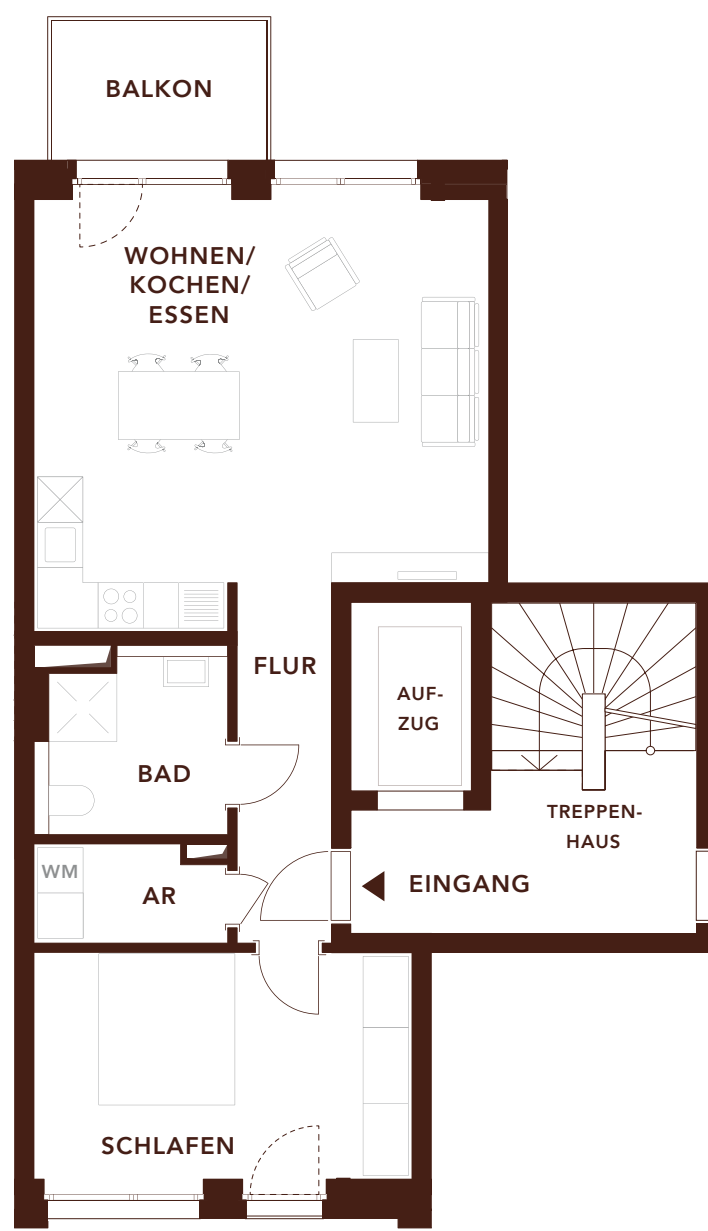 BALKON
WOHNEN/
KOCHEN/
ESSEN
FLUR
AUF-
ZUG
BAD
TREPPEN-
HAUS
WM
AR
EINGANG
SCHLAFEN